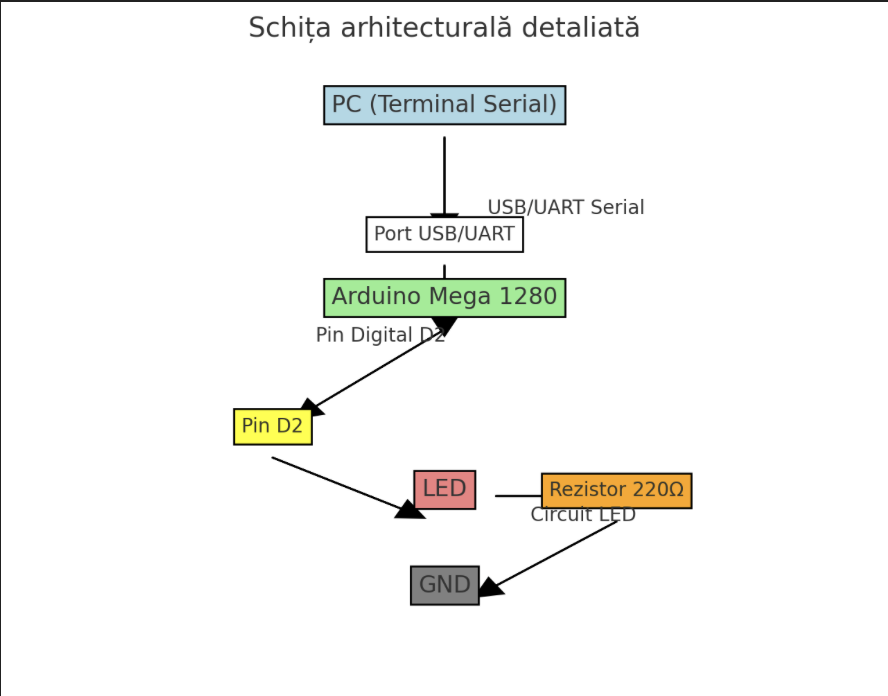 Schița arhitecturală detaliată
PC (Terminal Serial)
USB/UART Serial
Port USB/UART
Arduino Mega 1280
Pin Digital D2
Pin D2
LED
Rezistor 220Ω
Circuit LED
GND